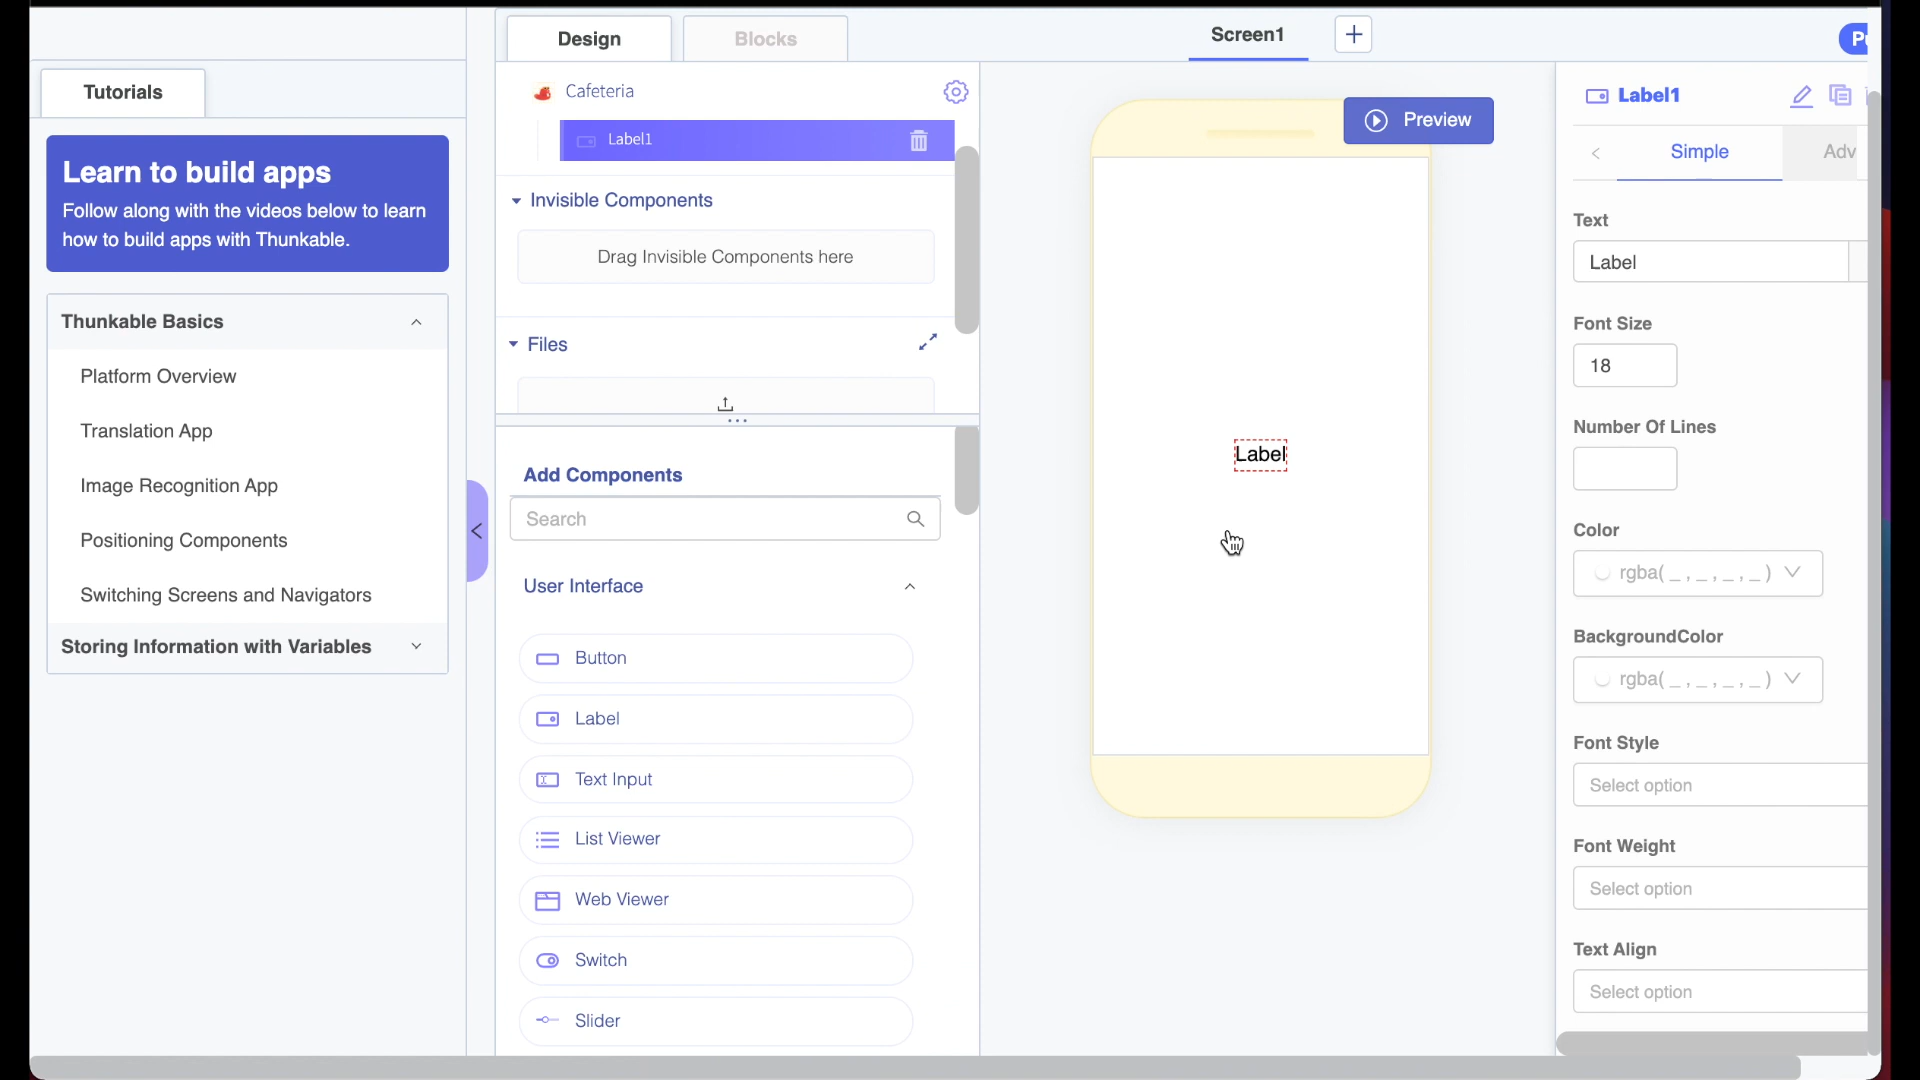 Design
Blocks
Screen1
Tutorials
Learn to build apps
Follow along with the videos below to learn
how to build apps with Thunkable.
Thunkable Basics
Platform Overview
Translation App
Image Recognition App
Positioning Components
Switching Screens and Navigators
Storing Information with Variables
Cafeteria
Label1
Invisible Components
Drag Invisible Components here
Files
Add Components
Search
User Interface
Button
Label
Text Input
List Viewer
Web Viewer
Switch
Slider
Preview
Label
Label1
Simple
Adv
Text
Label
Font Size
18
Number Of Lines
Color
rgba( _ , _ , _ , _ )
BackgroundColor
rgba( _ , _ , _ , _ )
Font Style
Select option
Font Weight
Select option
Text Align
Select option